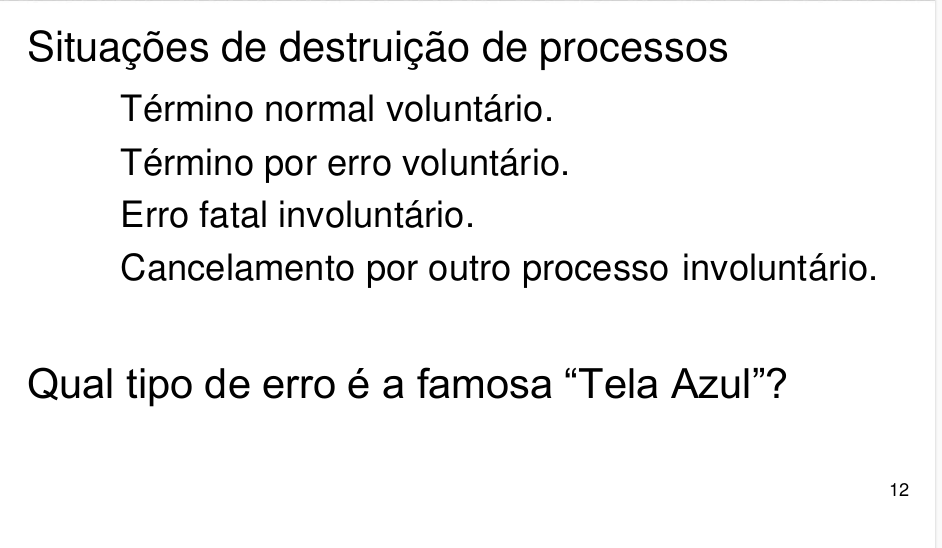 Situações de destruição de processos
Término normal voluntário.
Término por erro voluntário.
Erro fatal involuntário.
Cancelamento por outro processo involuntário.
Qual tipo de erro é a famosa “Tela Azul”?
12